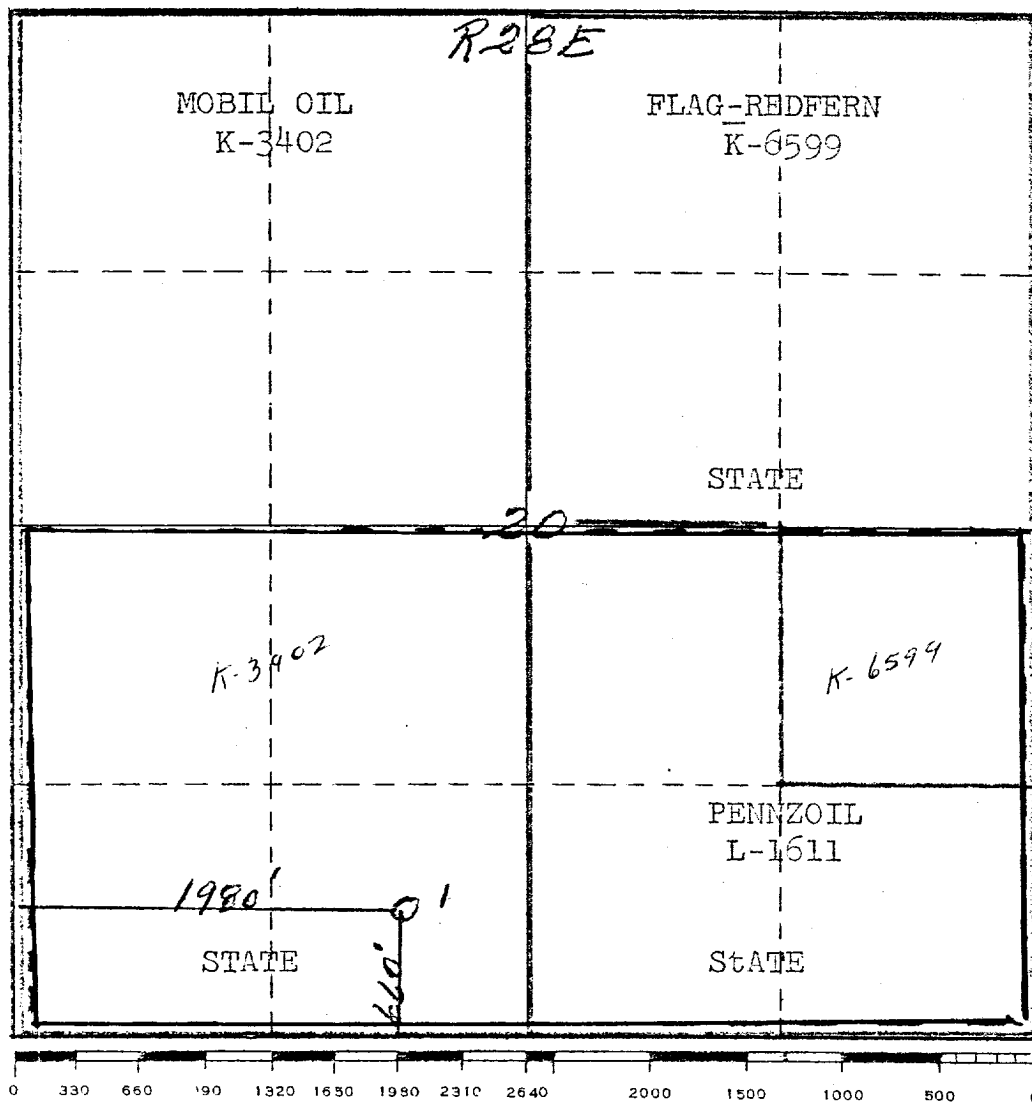 R28E
MOBIL OIL
K-3402
FLAG-REDFERN
K-6599
STATE
20
K-3402
K-6599
PENNZOIL
L-1611
1980'
1
660'
STATE
StATE
0 330 660 990 1320 1650 1980 2310 2640 2000 1500 1000 500